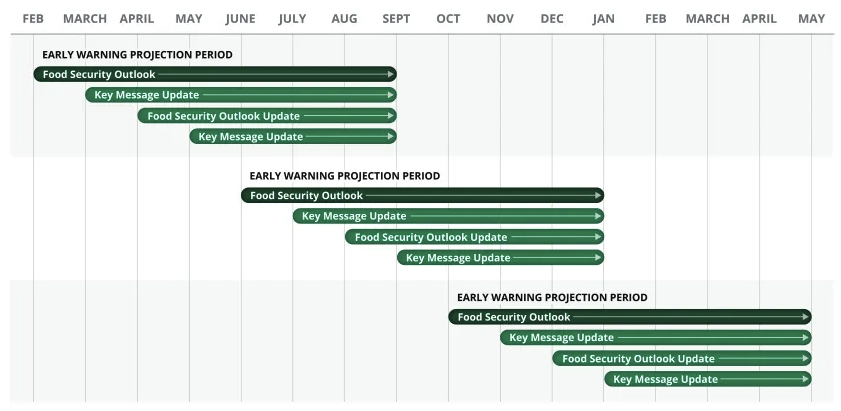 FEB MARCH APRIL MAY JUNE JULY AUG SEPT OCT NOV DEC JAN FEB MARCH APRIL MAY
EARLY WARNING PROJECTION PERIOD
Food Security Outlook
Key Message Update
Food Security Outlook Update
Key Message Update
EARLY WARNING PROJECTION PERIOD
Food Security Outlook
Key Message Update
Food Security Outlook Update
Key Message Update
EARLY WARNING PROJECTION PERIOD
Food Security Outlook
Key Message Update
Food Security Outlook Update
Key Message Update